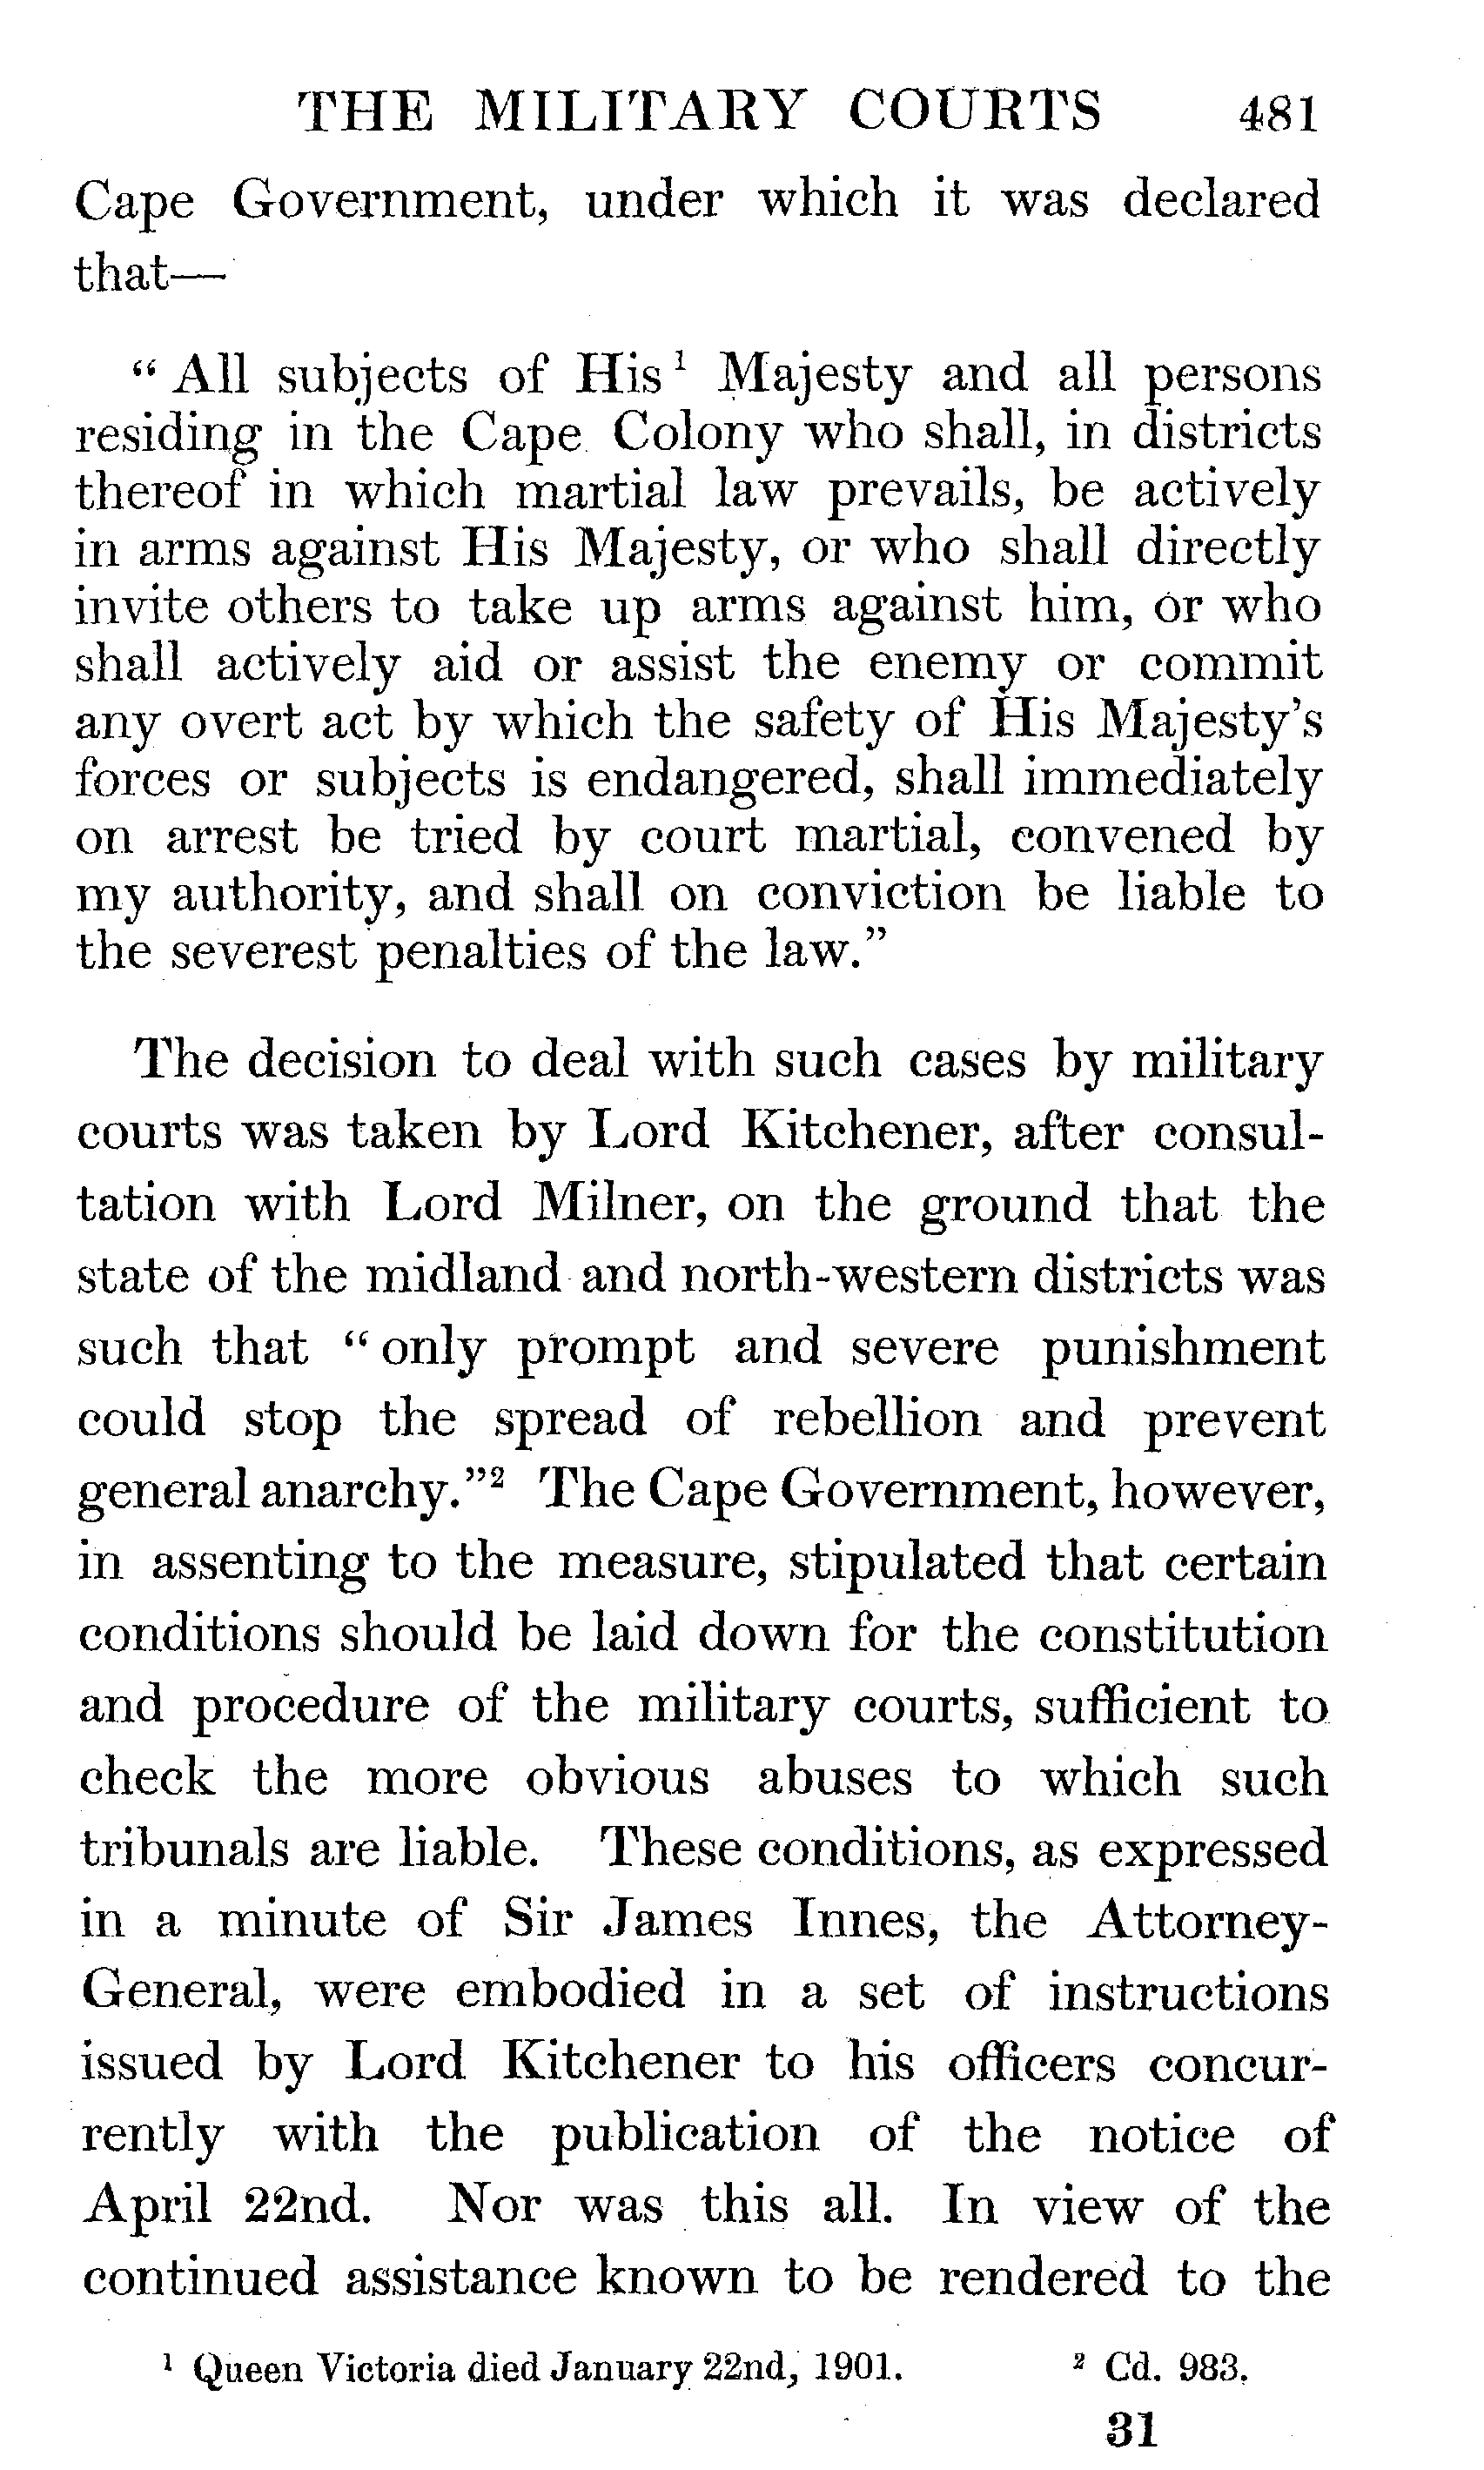 THE MILITARY COURTS 481
Cape Government, under which it was declared
that—
“ All subjects of His ¹ Majesty and all persons
residing in the Cape Colony who shall, in districts
thereof in which martial law prevails, be actively
in arms against His Majesty, or who shall directly
invite others to take up arms against him, or who
shall actively aid or assist the enemy or commit
any overt act by which the safety of His Majesty's
forces or subjects is endangered, shall immediately
on arrest be tried by court martial, convened by
my authority, and shall on conviction be liable to
the severest penalties of the law.”
The decision to deal with such cases by military
courts was taken by Lord Kitchener, after consul-
tation with Lord Milner, on the ground that the
state of the midland and north-western districts was
such that “ only prompt and severe punishment
could stop the spread of rebellion and prevent
general anarchy.”² The Cape Government, however,
in assenting to the measure, stipulated that certain
conditions should be laid down for the constitution
and procedure of the military courts, sufficient to
check the more obvious abuses to which such
tribunals are liable. These conditions, as expressed
in a minute of Sir James Innes, the Attorney-
General, were embodied in a set of instructions
issued by Lord Kitchener to his officers concur-
rently with the publication of the notice of
April 22nd. Nor was this all. In view of the
continued assistance known to be rendered to the
¹ Queen Victoria died January 22nd, 1901. ² Cd. 983.
31